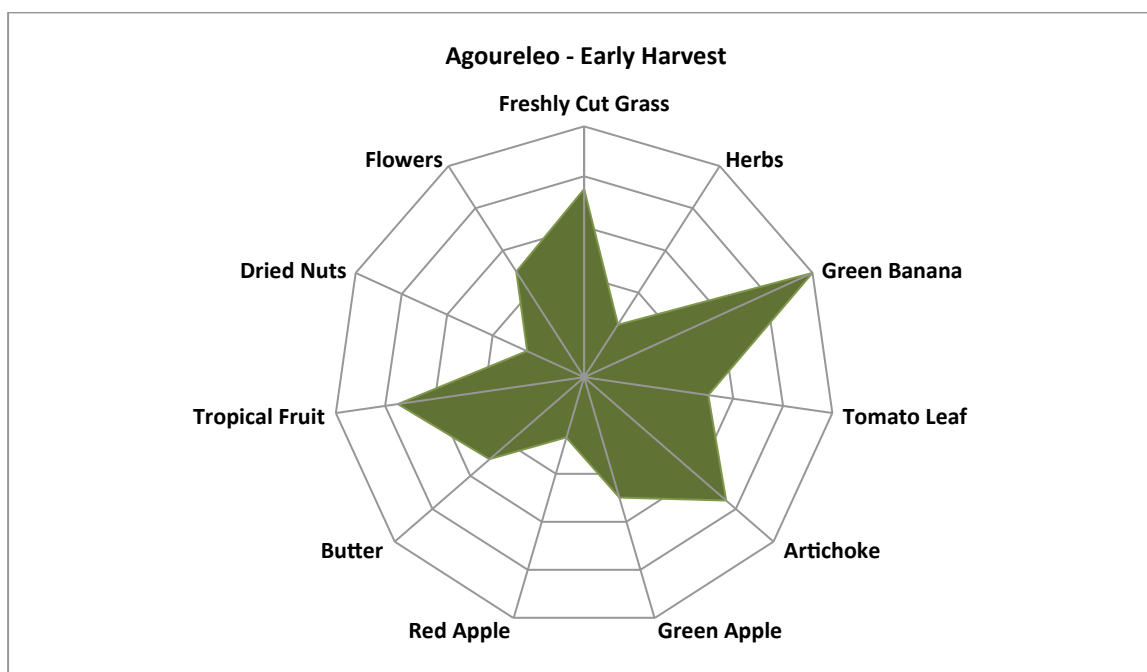 Agoureleo - Early Harvest
Freshly Cut Grass
Flowers
Herbs
Dried Nuts
Green Banana
Tropical Fruit
Tomato Leaf
Butter
Artichoke
Red Apple
Green Apple